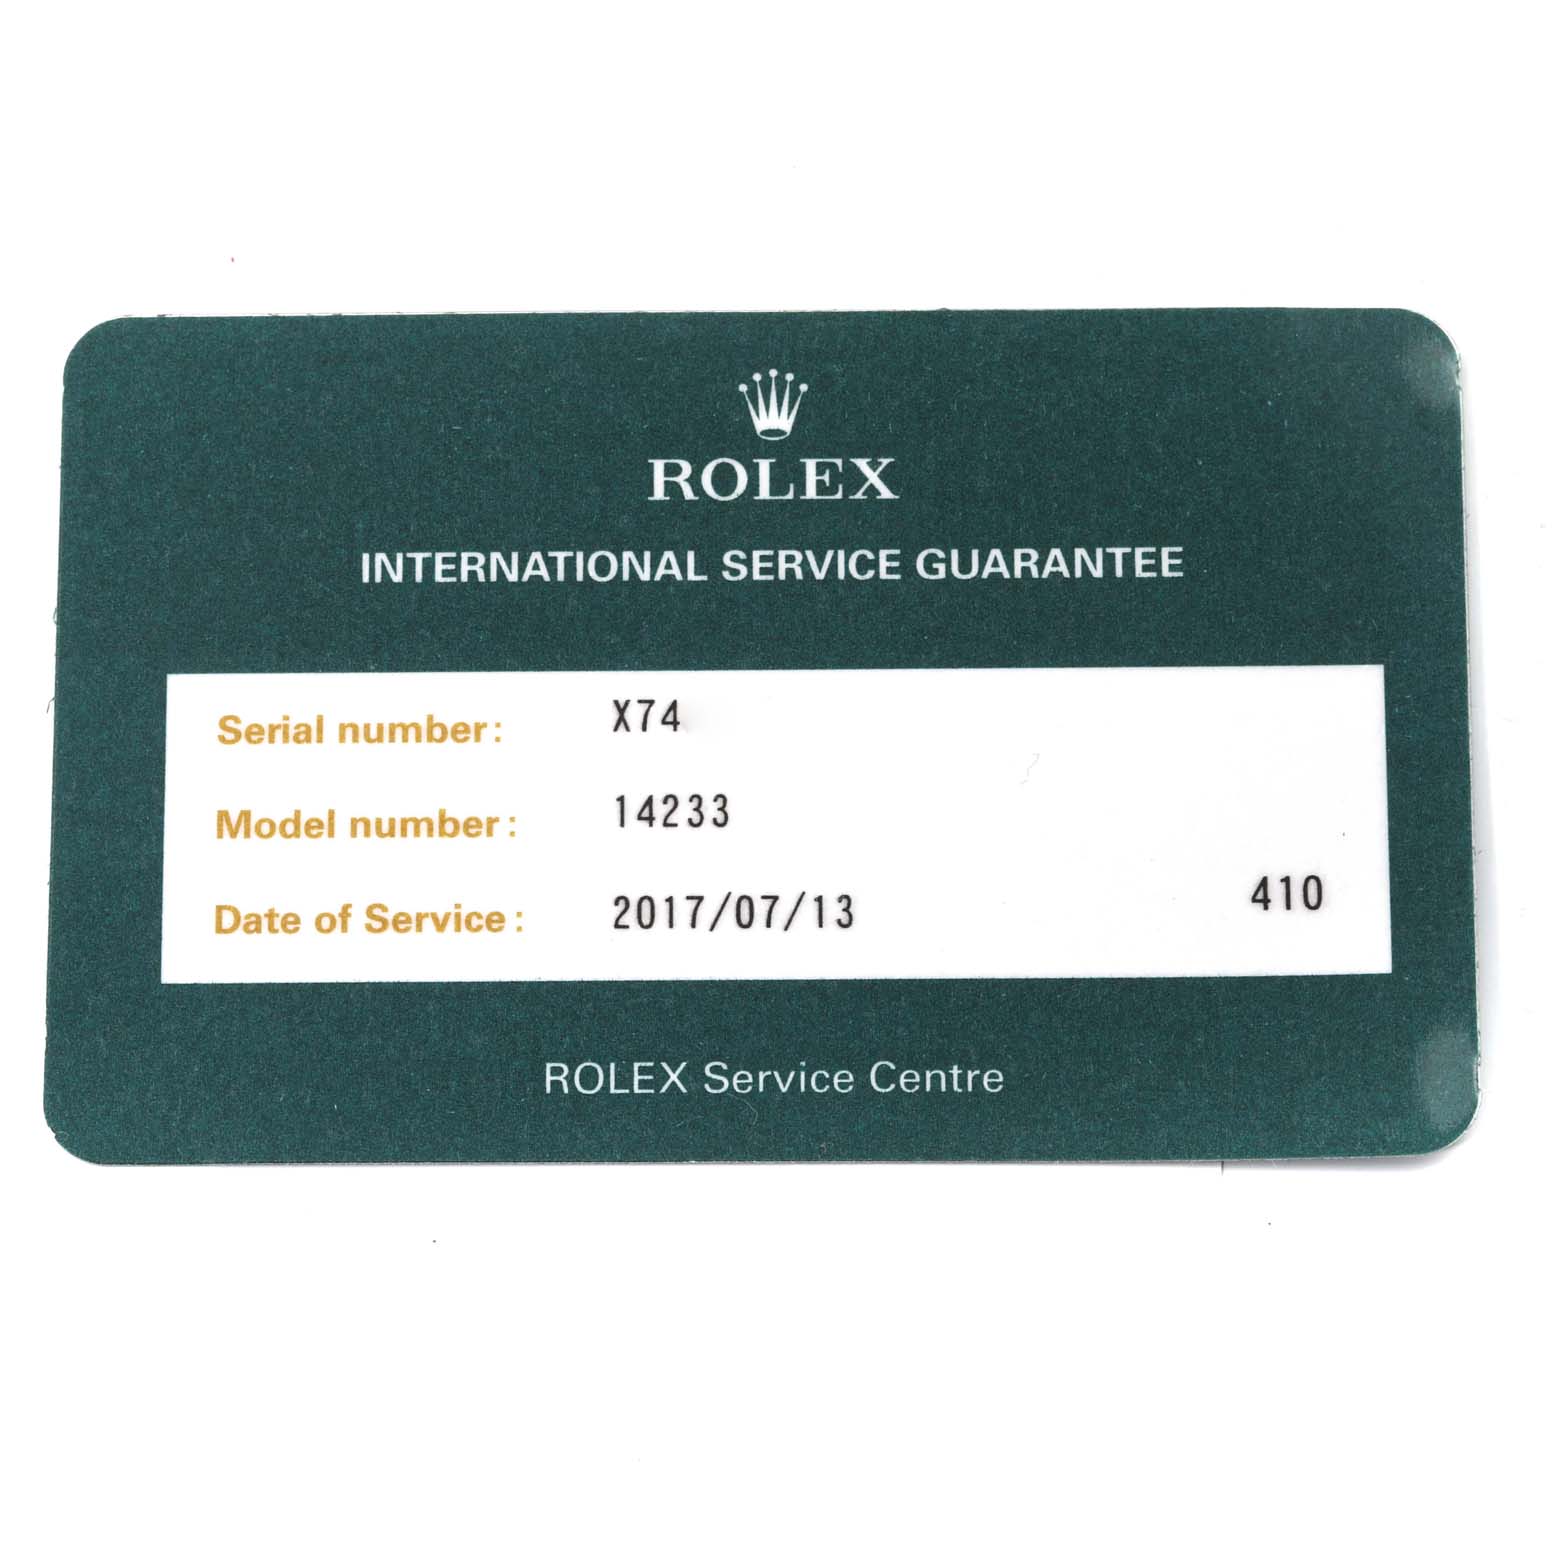 ROLEX
INTERNATIONAL SERVICE GUARANTEE
Serial number: X74
Model number: 14233
Date of Service: 2017/07/13 410
ROLEX Service Centre